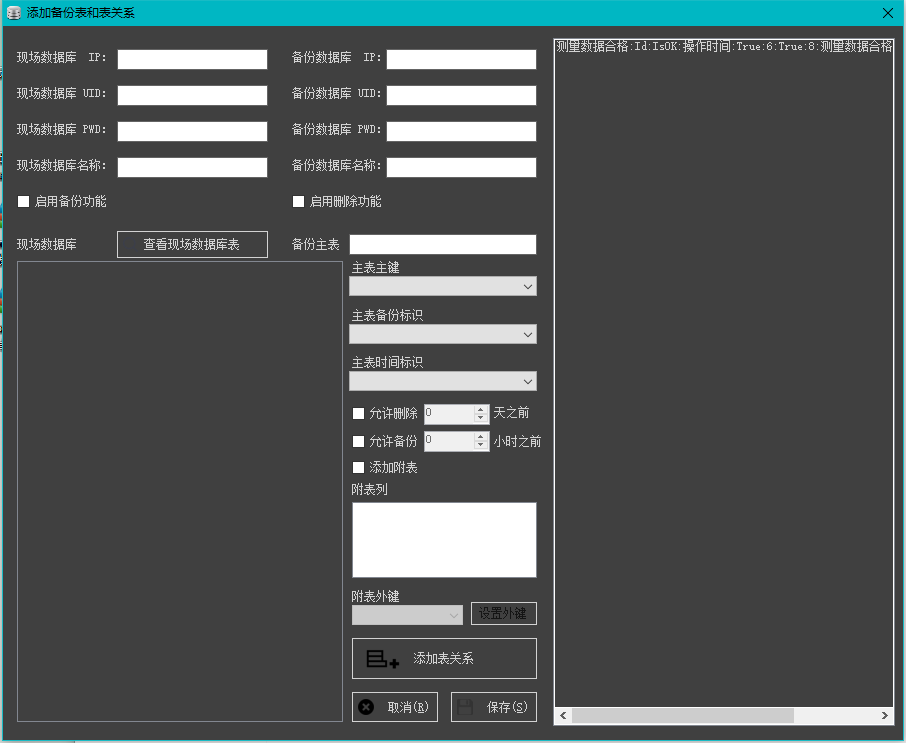 添加备份表和表关系
现场数据库 IP: 备份数据库 IP:
现场数据库 UID: 备份数据库 UID:
现场数据库 PWD: 备份数据库 PWD:
现场数据库名称: 备份数据库名称:
启用备份功能 启用删除功能
现场数据库 查看现场数据库表 备份主表
主表主键
主表备份标识
主表时间标识
允许删除 0 天之前
允许备份 0 小时之前
添加附表
附表列
附表外键
设置外键
添加表关系
取消(R) 保存(S)
测量数据合格:Id:IsOK:操作时间:True:6:True:8:测量数据合格